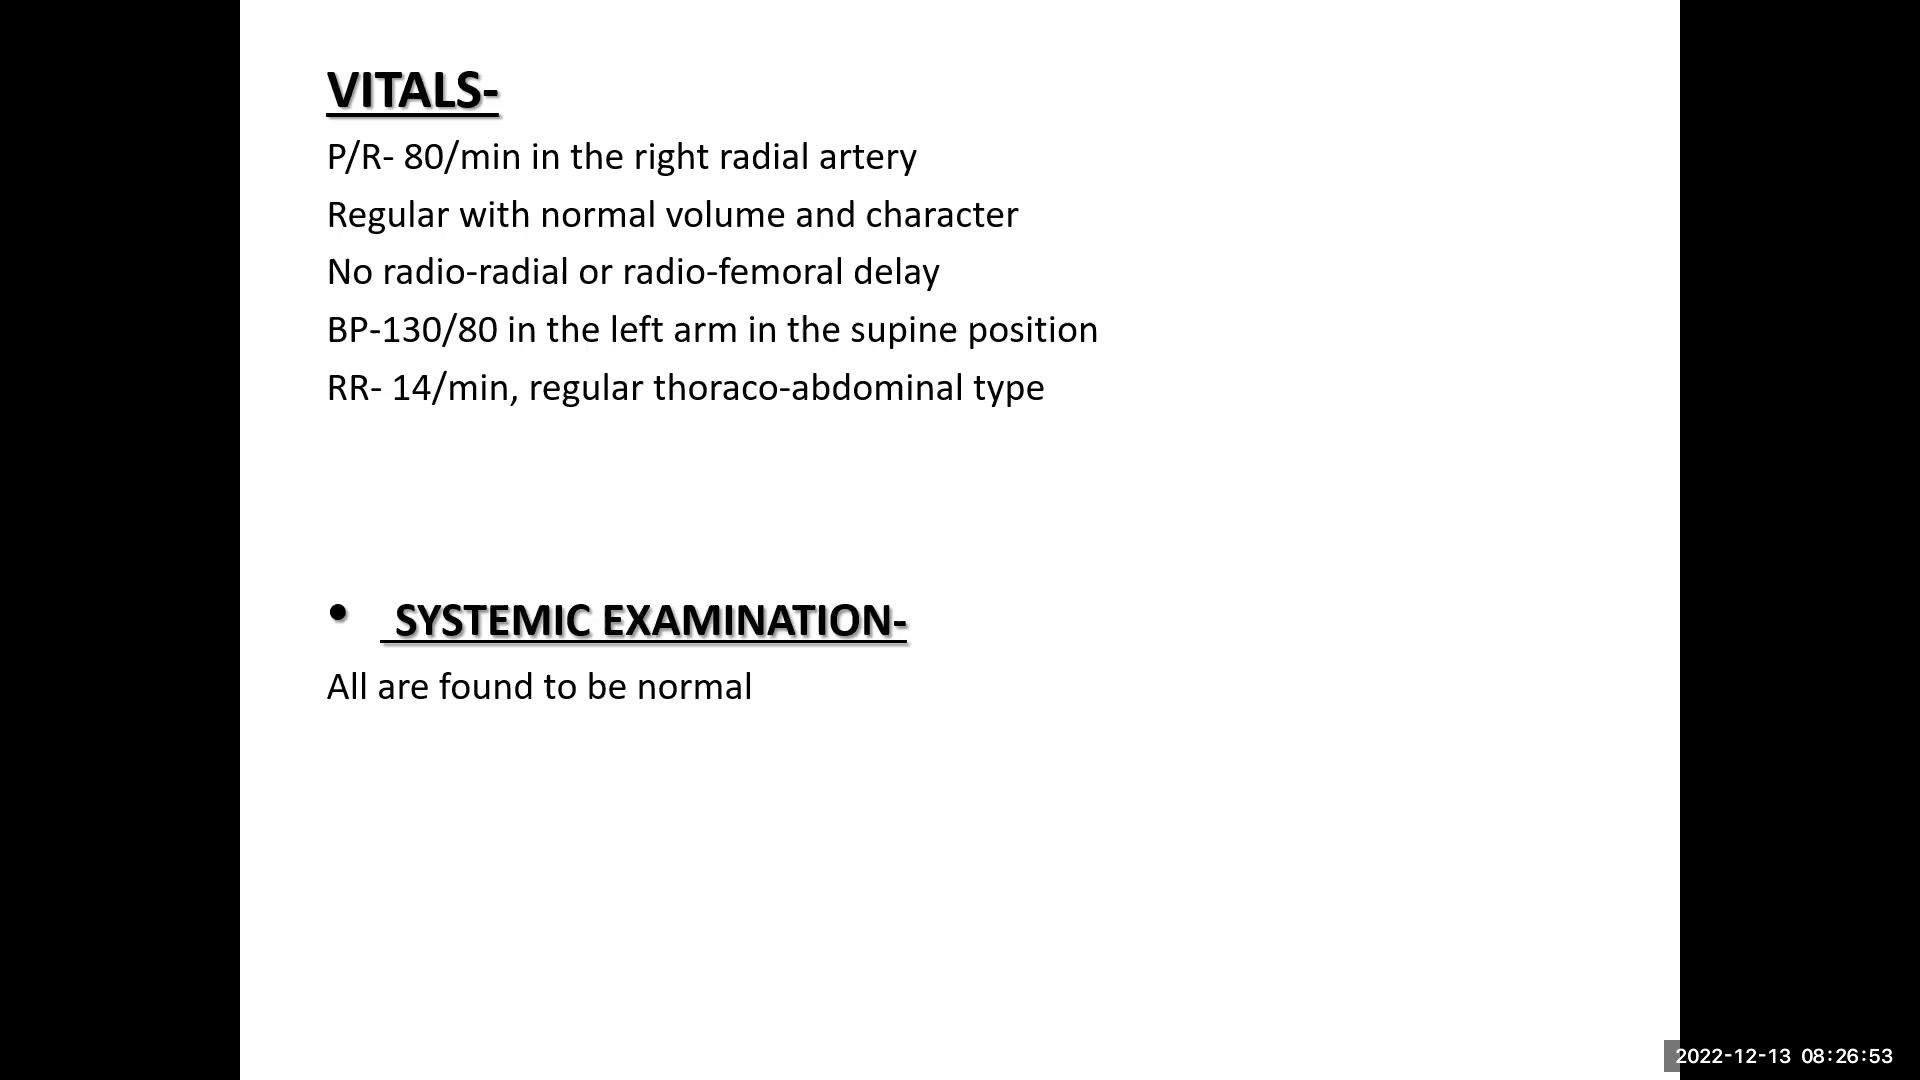 VITALS-
P/R- 80/min in the right radial artery
Regular with normal volume and character
No radio-radial or radio-femoral delay
BP-130/80 in the left arm in the supine position
RR- 14/min, regular thoraco-abdominal type
• SYSTEMIC EXAMINATION-
All are found to be normal
2022-12-13 08:26:53